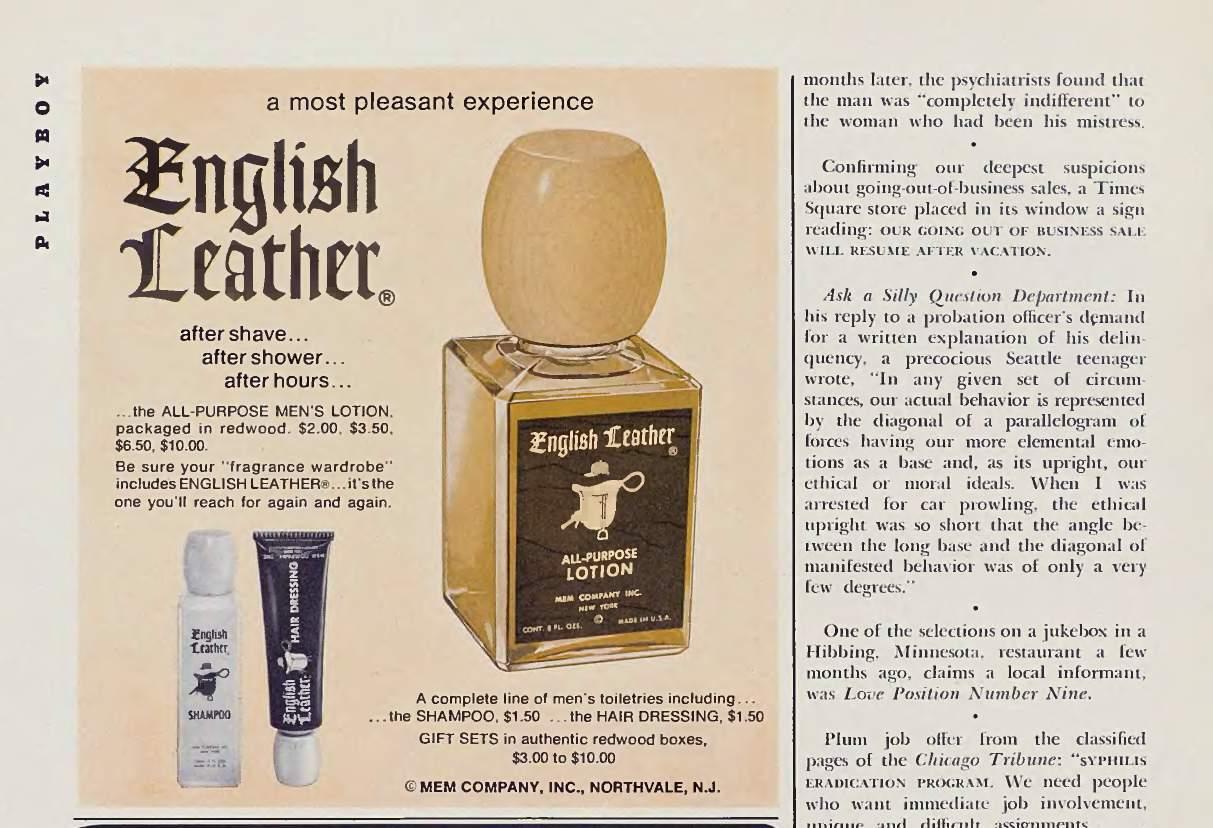 PLAYBOY
a most pleasant experience
English
Leather®
after shave...
after shower...
after hours...
...the ALL-PURPOSE MEN'S LOTION,
packaged in redwood. $2.00, $3.50,
$6.50, $10.00.
Be sure your "fragrance wardrobe"
includes ENGLISH LEATHER®...it's the
one you'll reach for again and again.
English Leather®
ALL-PURPOSE
LOTION
MEM COMPANY INC.
NEW YORK
CONT. 8 FL. OZS. © MADE IN U.S.A.
English
Leather
SHAMPOO
English
Leather
HAIR DRESSING
A complete line of men's toiletries including...
...the SHAMPOO, $1.50 ...the HAIR DRESSING, $1.50
GIFT SETS in authentic redwood boxes,
$3.00 to $10.00
© MEM COMPANY, INC., NORTHVALE, N.J.
months later, the psychiatrists found that
the man was "completely indifferent" to
the woman who had been his mistress.
•
Confirming our deepest suspicions
about going-out-of-business sales, a Times
Square store placed in its window a sign
reading: OUR GOING OUT OF BUSINESS SALE
WILL RESUME AFTER VACATION.
•
Ask a Silly Question Department: In
his reply to a probation officer's demand
for a written explanation of his delin-
quency, a precocious Seattle teenager
wrote, "In any given set of circum-
stances, our actual behavior is represented
by the diagonal of a parallelogram of
forces having our more elemental emo-
tions as a base and, as its upright, our
ethical or moral ideals. When I was
arrested for car prowling, the ethical
upright was so short that the angle be-
tween the long base and the diagonal of
manifested behavior was of only a very
few degrees."
•
One of the selections on a jukebox in a
Hibbing, Minnesota, restaurant a few
months ago, claims a local informant,
was Love Position Number Nine.
•
Plum job offer from the classified
pages of the Chicago Tribune: "SYPHILIS
ERADICATION PROGRAM. We need people
who want immediate job involvement,
unique and difficult assignments